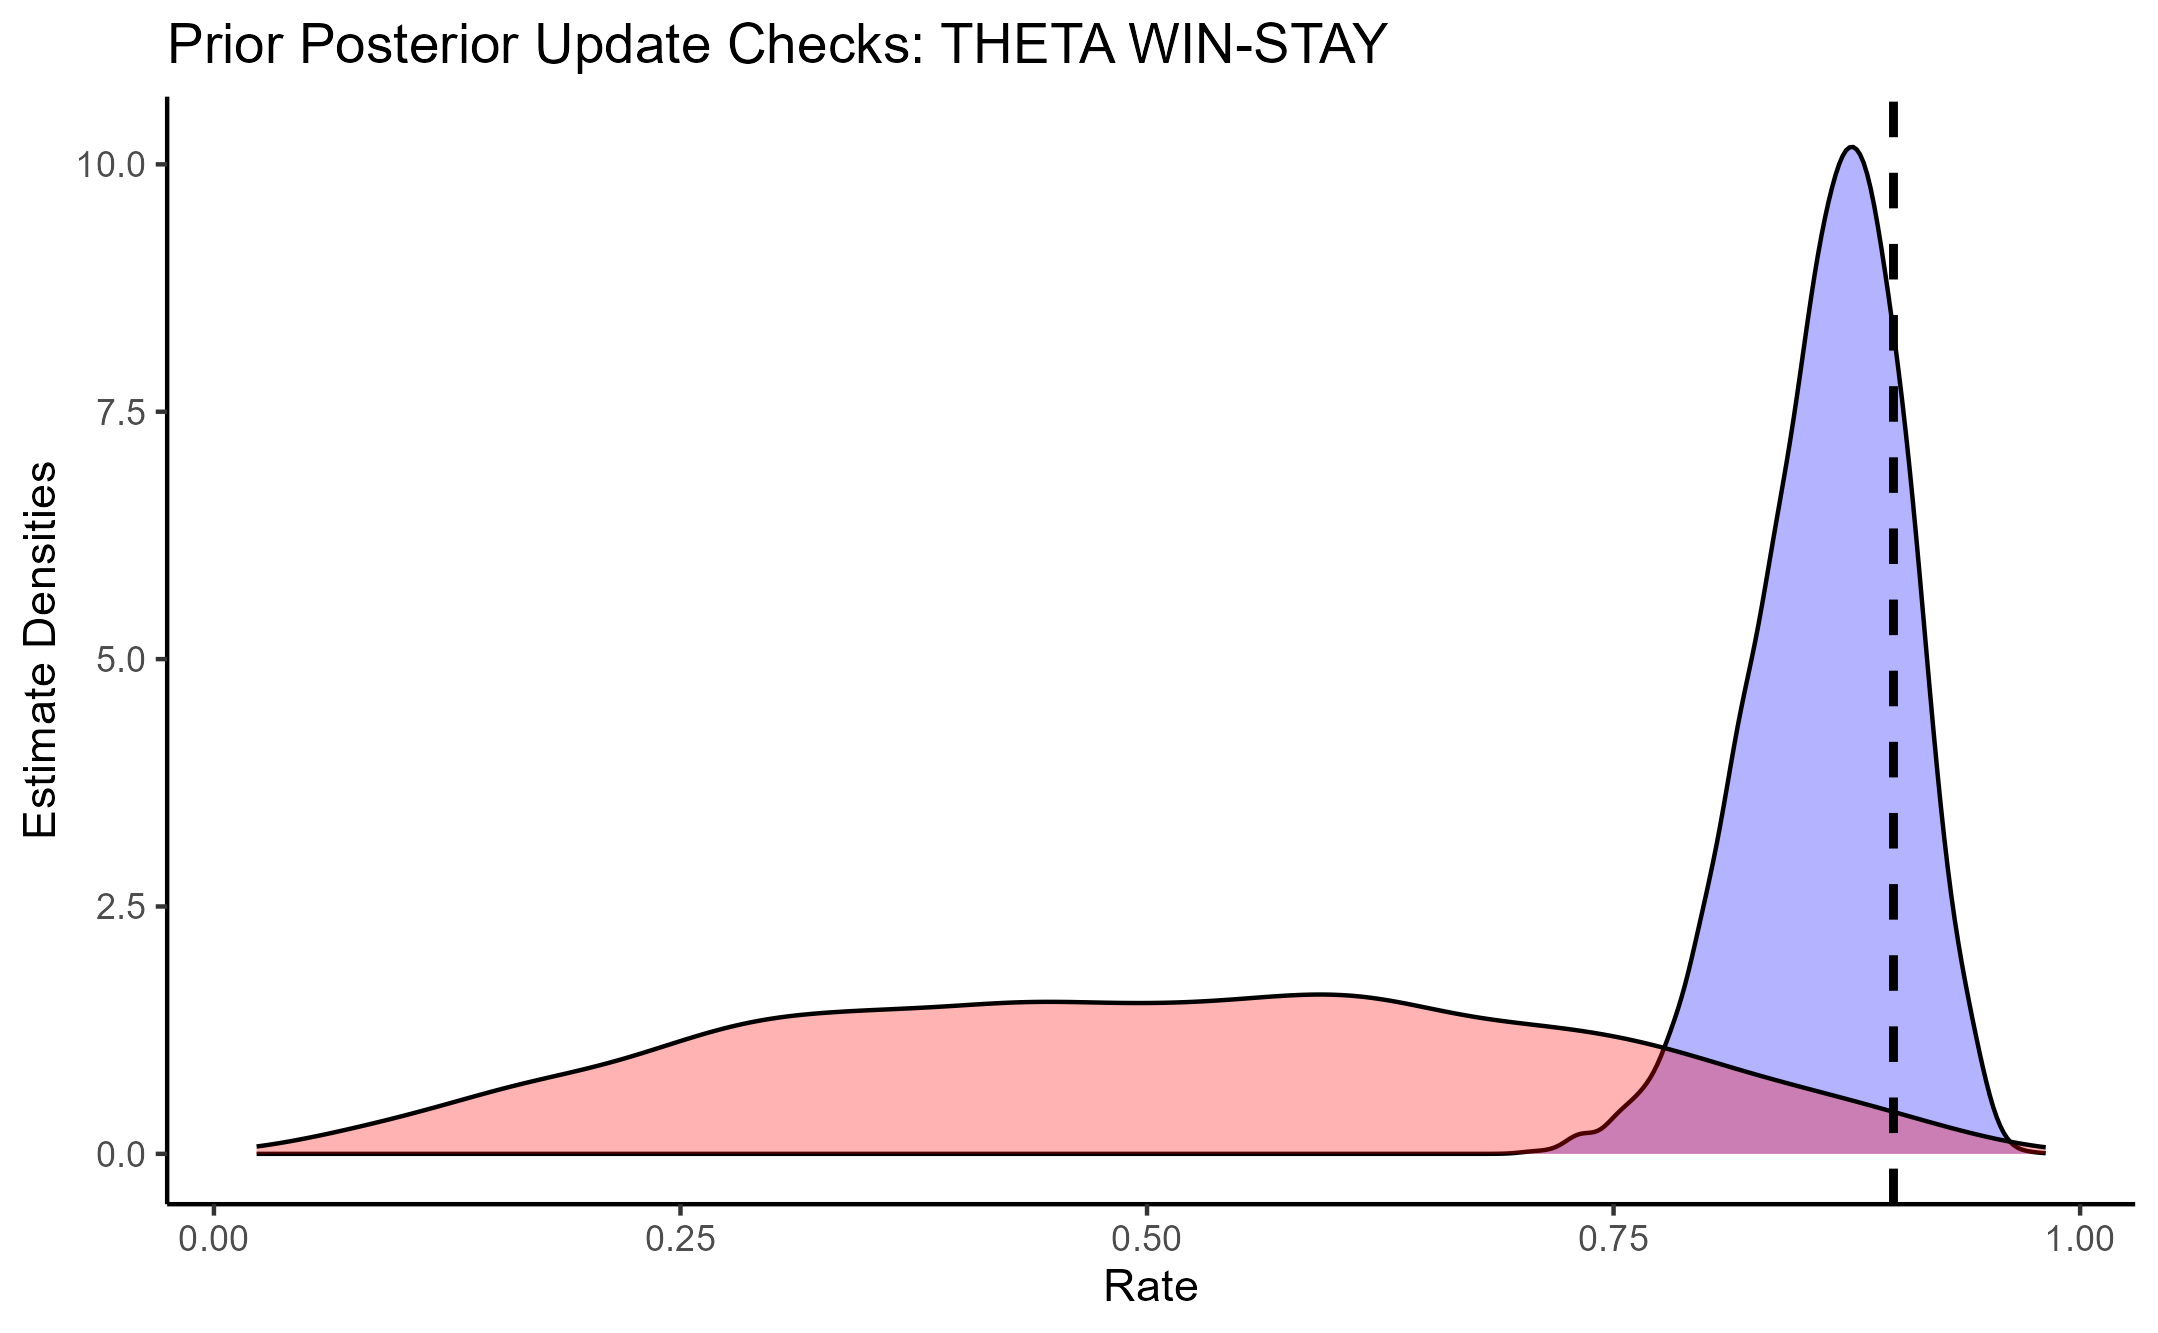 Prior Posterior Update Checks: THETA WIN-STAY
Estimate Densities
10.0
7.5
5.0
2.5
0.0
0.00 0.25 0.50 0.75 1.00
Rate